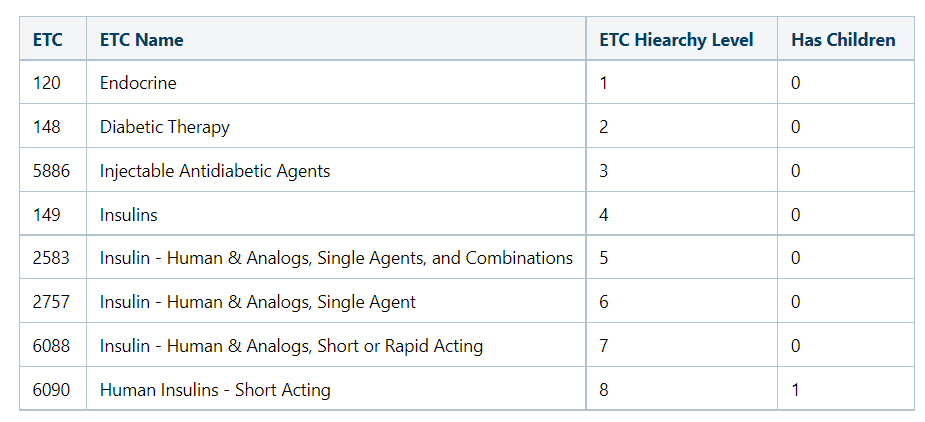 ETC ETC Name ETC Hiearchy Level Has Children
120 Endocrine 1 0
148 Diabetic Therapy 2 0
5886 Injectable Antidiabetic Agents 3 0
149 Insulins 4 0
2583 Insulin - Human & Analogs, Single Agents, and Combinations 5 0
2757 Insulin - Human & Analogs, Single Agent 6 0
6088 Insulin - Human & Analogs, Short or Rapid Acting 7 0
6090 Human Insulins - Short Acting 8 1